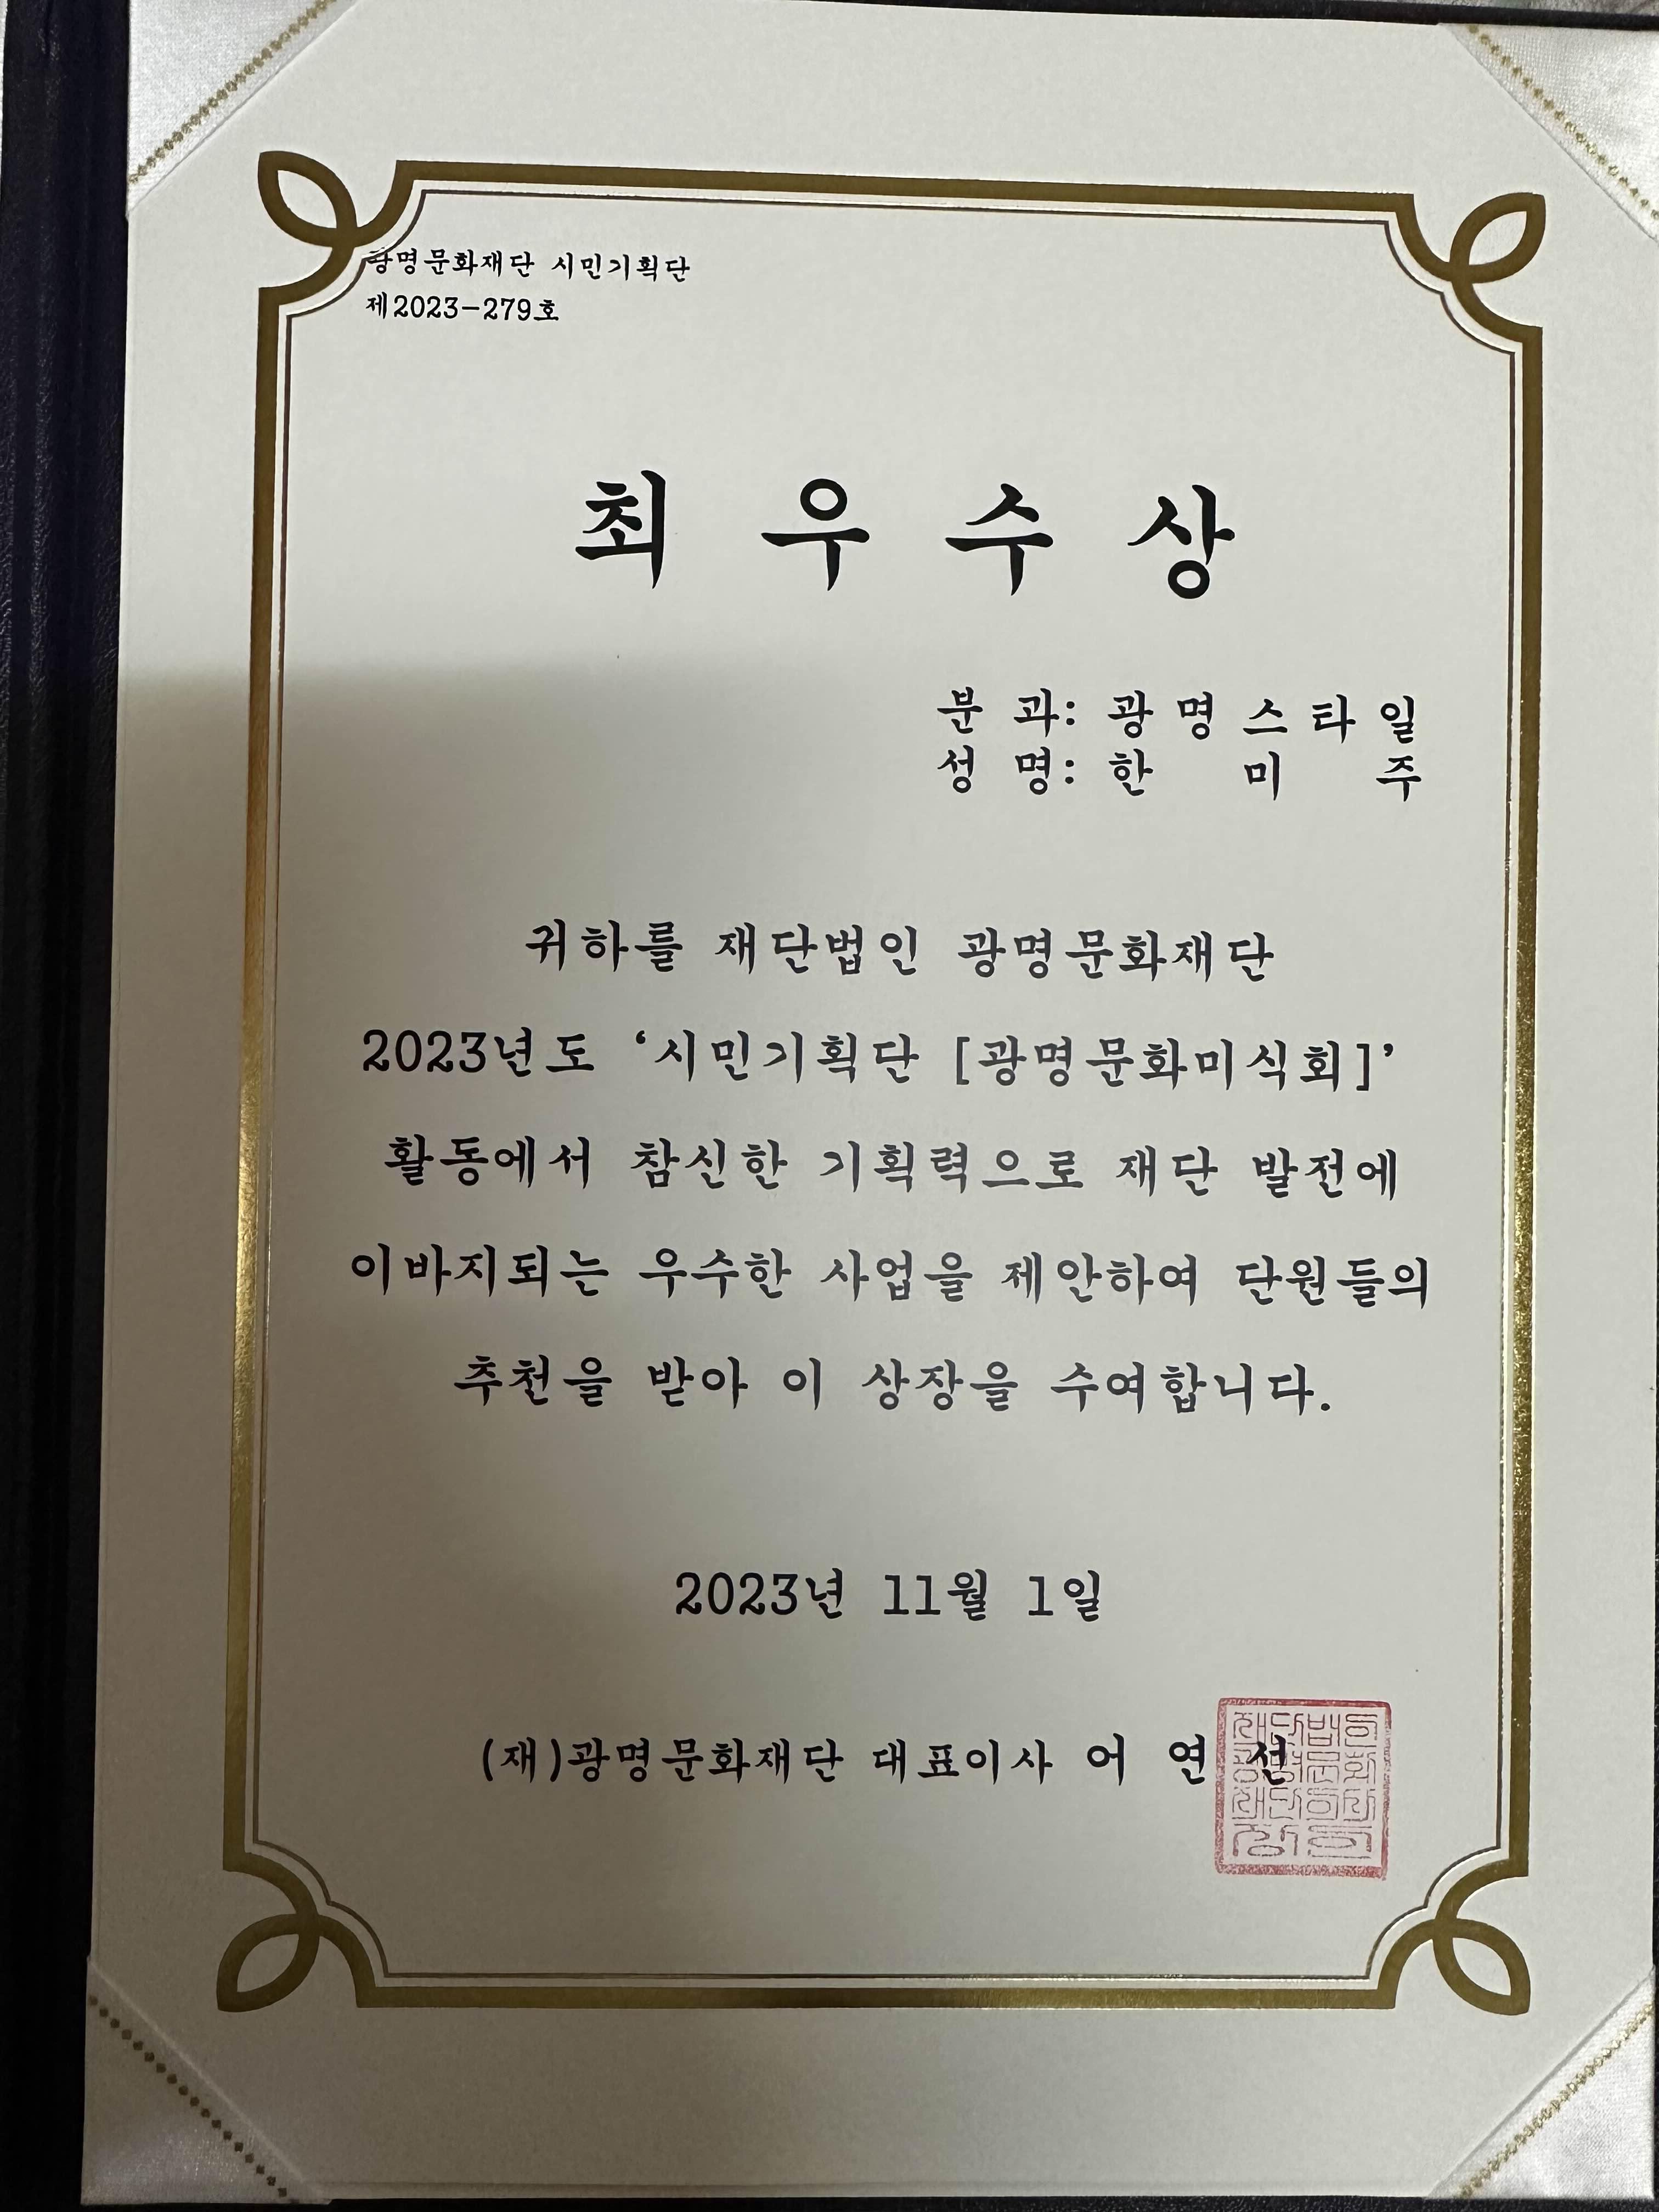 광명문화재단 시민기획단
제2023-279호
최 우 수 상
분 과: 광 명 스 타 일
성 명: 한 미 주
귀하를 재단법인 광명문화재단
2023년도 ‘시민기획단 [광명문화미식회]’
활동에서 참신한 기획력으로 재단 발전에
이바지되는 우수한 사업을 제안하여 단원들의
추천을 받아 이 상장을 수여합니다.
2023년 11월 1일
(재)광명문화재단 대표이사 어 연 선